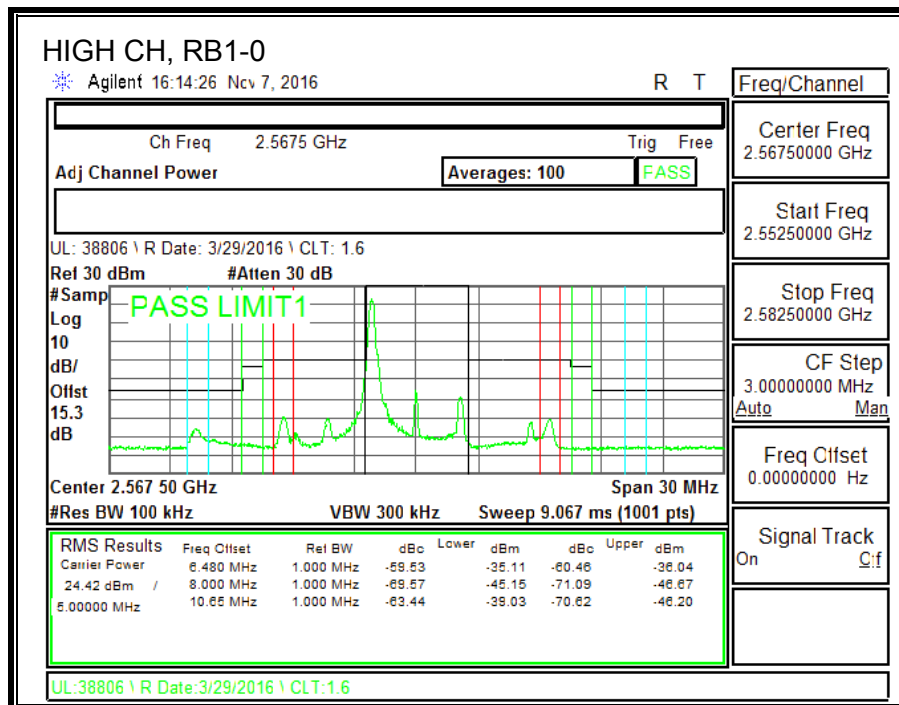 HIGH CH, RB1-0
Agilent 16:14:26 Nov 7, 2016 R T
Freq/Channel
Ch Freq 2.5675 GHz Trig Free
Adj Channel Power Averages: 100 PASS
Center Freq
2.56750000 GHz
Start Freq
2.55250000 GHz
Stop Freq
2.58250000 GHz
CF Step
3.00000000 MHz
Auto Man
Freq Offset
0.00000000 Hz
Signal Track
On Off
UL: 38806 \ R Date: 3/29/2016 \ CLT: 1.6
Ref 30 dBm #Atten 30 dB
#Samp
Log
10
dB/
Offst
15.3
dB
PASS LIMIT1
Center 2.567 50 GHz Span 30 MHz
#Res BW 100 kHz VBW 300 kHz Sweep 9.067 ms (1001 pts)
RMS Results Freq Offset Ref BW dBc Lower dBm dBc Upper dBm
Carrier Power 6.480 MHz 1.000 MHz -59.53 -35.11 -60.46 -36.04
24.42 dBm / 8.000 MHz 1.000 MHz -69.57 -45.15 -71.09 -46.67
5.00000 MHz 10.65 MHz 1.000 MHz -63.44 -39.03 -70.62 -46.20
UL:38806 \ R Date:3/29/2016 \ CLT:1.6